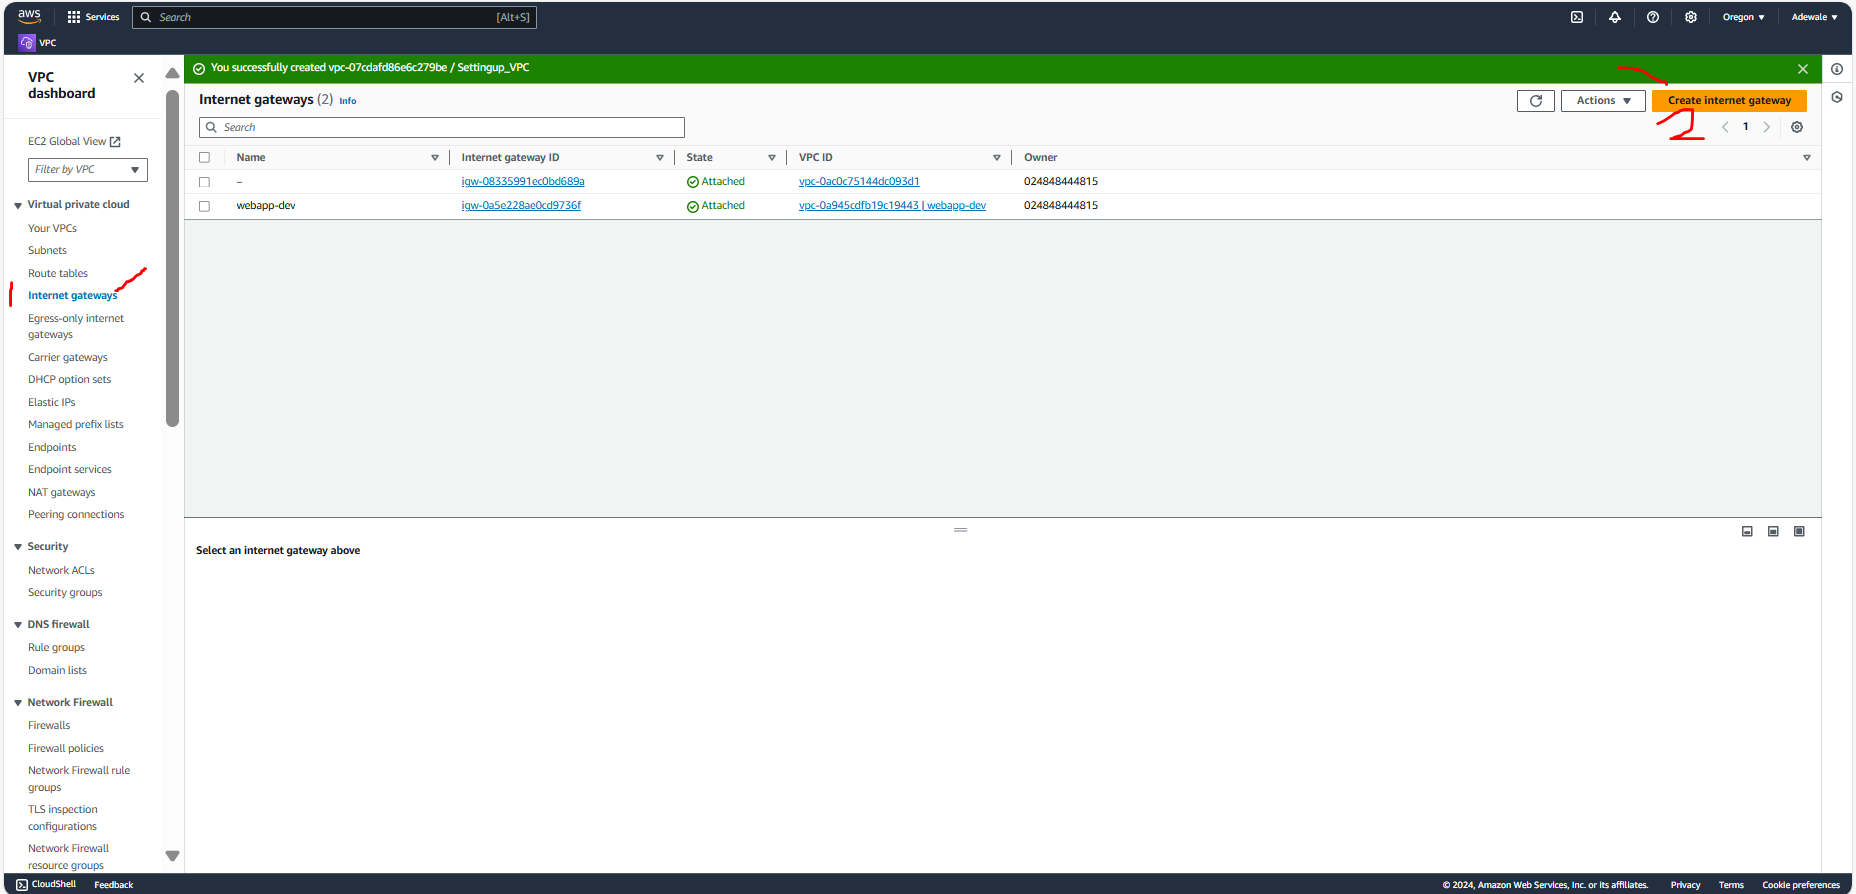 aws
Services
Search
[Alt+S]
Oregon
Adewale
VPC
VPC dashboard
EC2 Global View
Filter by VPC
Virtual private cloud
Your VPCs
Subnets
Route tables
1
Internet gateways
Egress-only internet
gateways
Carrier gateways
DHCP option sets
Elastic IPs
Managed prefix lists
Endpoints
Endpoint services
NAT gateways
Peering connections
Security
Network ACLs
Security groups
DNS firewall
Rule groups
Domain lists
Network Firewall
Firewalls
Firewall policies
Network Firewall rule
groups
TLS inspection
configurations
Network Firewall
resource groups
You successfully created vpc-07cdafd86e6c279be / Settingup_VPC
Internet gateways (2) Info
Actions
Create internet gateway
2
Search
1
Name Internet gateway ID State VPC ID Owner
– igw-08335991ec0bd689a Attached vpc-0ac0c75144dc093d1 024848444815
webapp-dev igw-0a5e228ae0cd9736f Attached vpc-0a945cdfb19c19443 | webapp-dev 024848444815
Select an internet gateway above
CloudShell
Feedback
© 2024, Amazon Web Services, Inc. or its affiliates.
Privacy
Terms
Cookie preferences